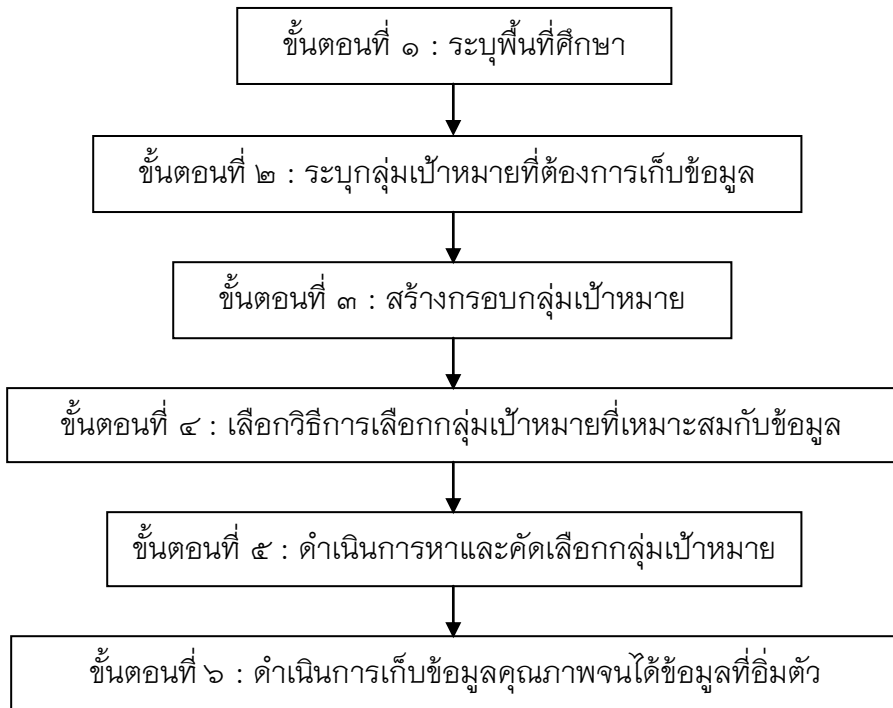 ขั้นตอนที่ ๑ : ระบุพื้นที่ศึกษา
ขั้นตอนที่ ๒ : ระบุกลุ่มเป้าหมายที่ต้องการเก็บข้อมูล
ขั้นตอนที่ ๓ : สร้างกรอบกลุ่มเป้าหมาย
ขั้นตอนที่ ๔ : เลือกวิธีการเลือกกลุ่มเป้าหมายที่เหมาะสมกับข้อมูล
ขั้นตอนที่ ๕ : ดำเนินการหาและคัดเลือกกลุ่มเป้าหมาย
ขั้นตอนที่ ๖ : ดำเนินการเก็บข้อมูลคุณภาพจนได้ข้อมูลที่อิ่มตัว